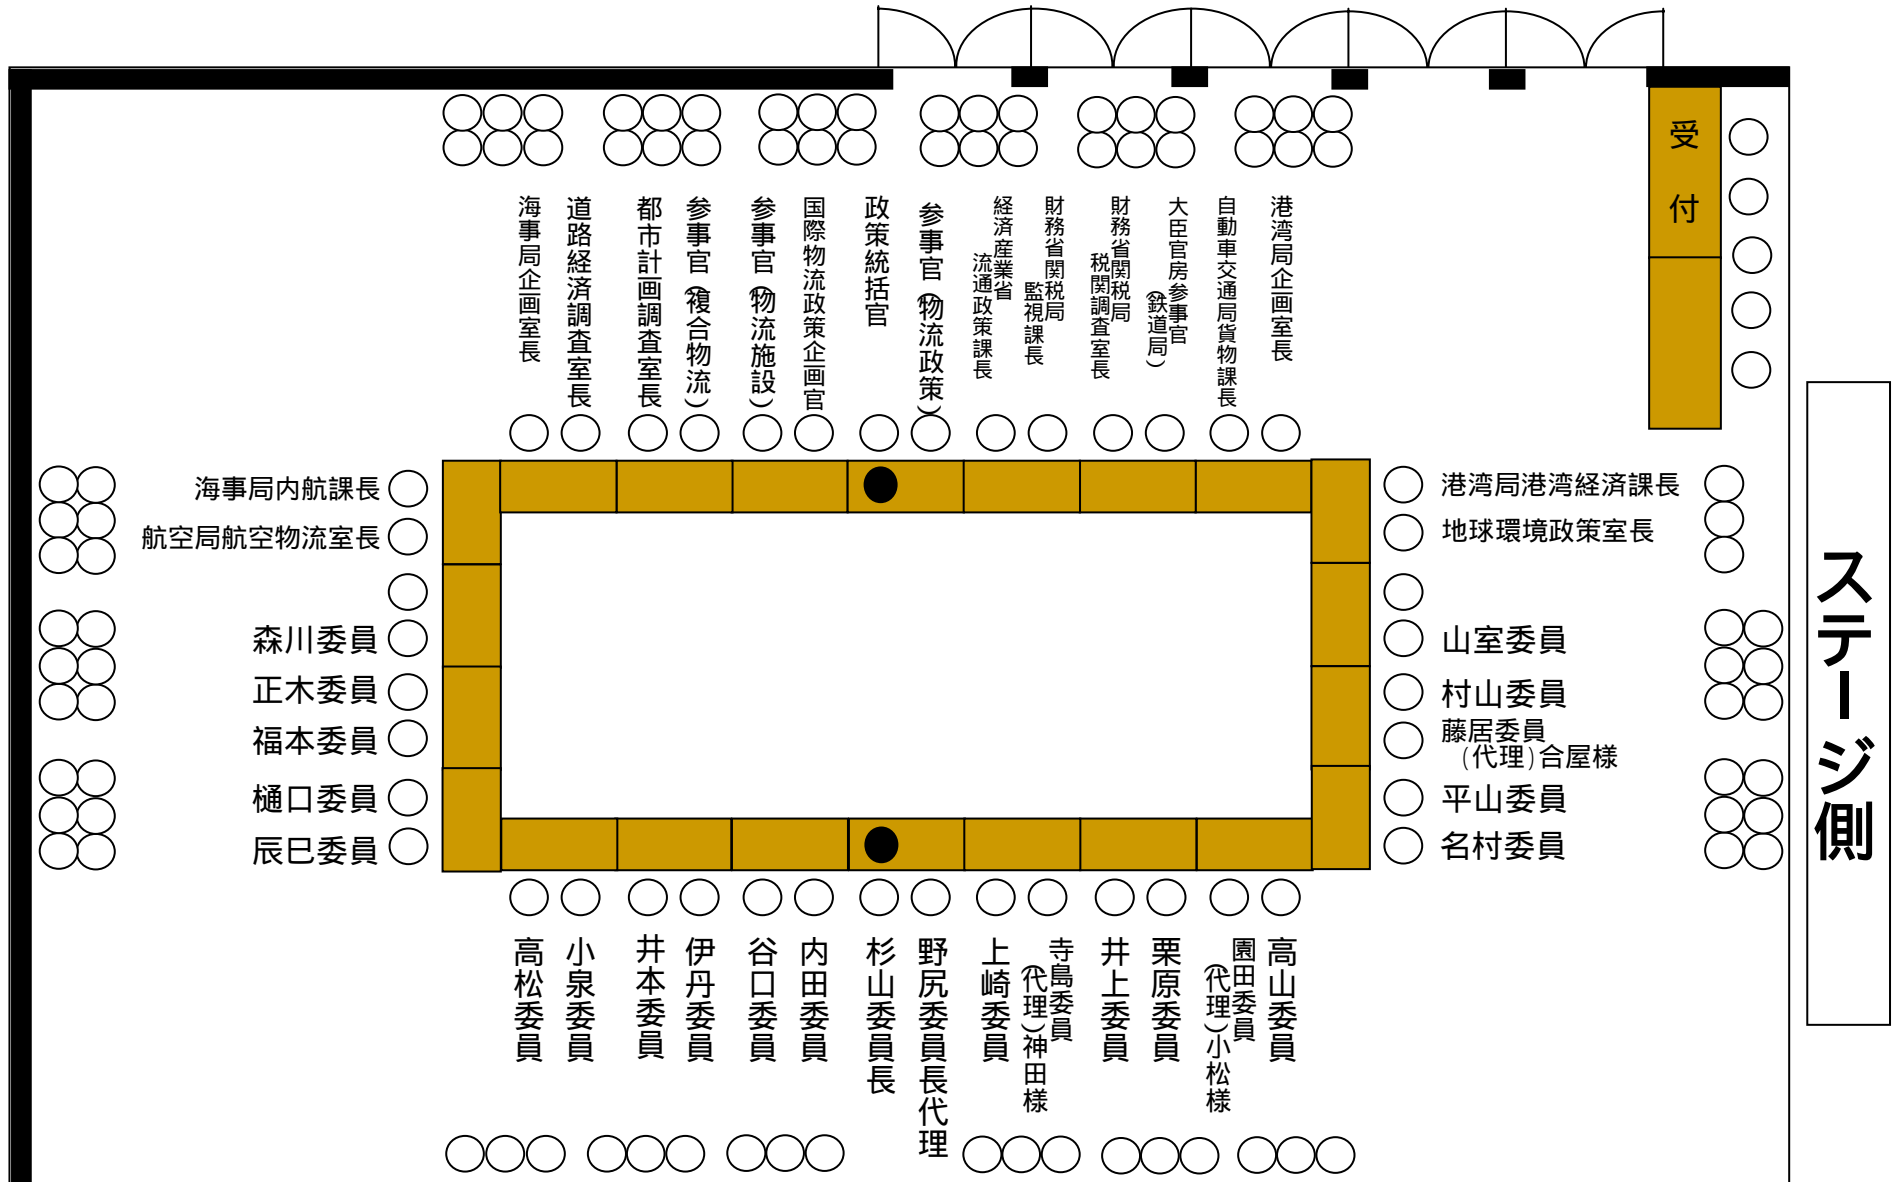 受付
海事局企画室長
道路経済調査室長
都市計画調査室長
参事官（複合物流）
参事官（物流施設）
国際物流政策企画官
政策統括官
参事官（物流政策）
経済産業省
流通政策課長
財務省関税局
監視課長
財務省関税局
税関調査室長
大臣官房参事官
（鉄道局）
自動車交通局貨物課長
港湾局企画室長
海事局内航課長
航空局航空物流室長
森川委員
正木委員
福本委員
樋口委員
辰巳委員
港湾局港湾経済課長
地球環境政策室長
山室委員
村山委員
藤居委員
（代理）合屋様
平山委員
名村委員
ステージ側
高松委員
小泉委員
井本委員
伊丹委員
谷口委員
内田委員
杉山委員長
野尻委員長代理
上崎委員
寺島委員
（代理）神田様
井上委員
栗原委員
園田委員
（代理）小松様
高山委員